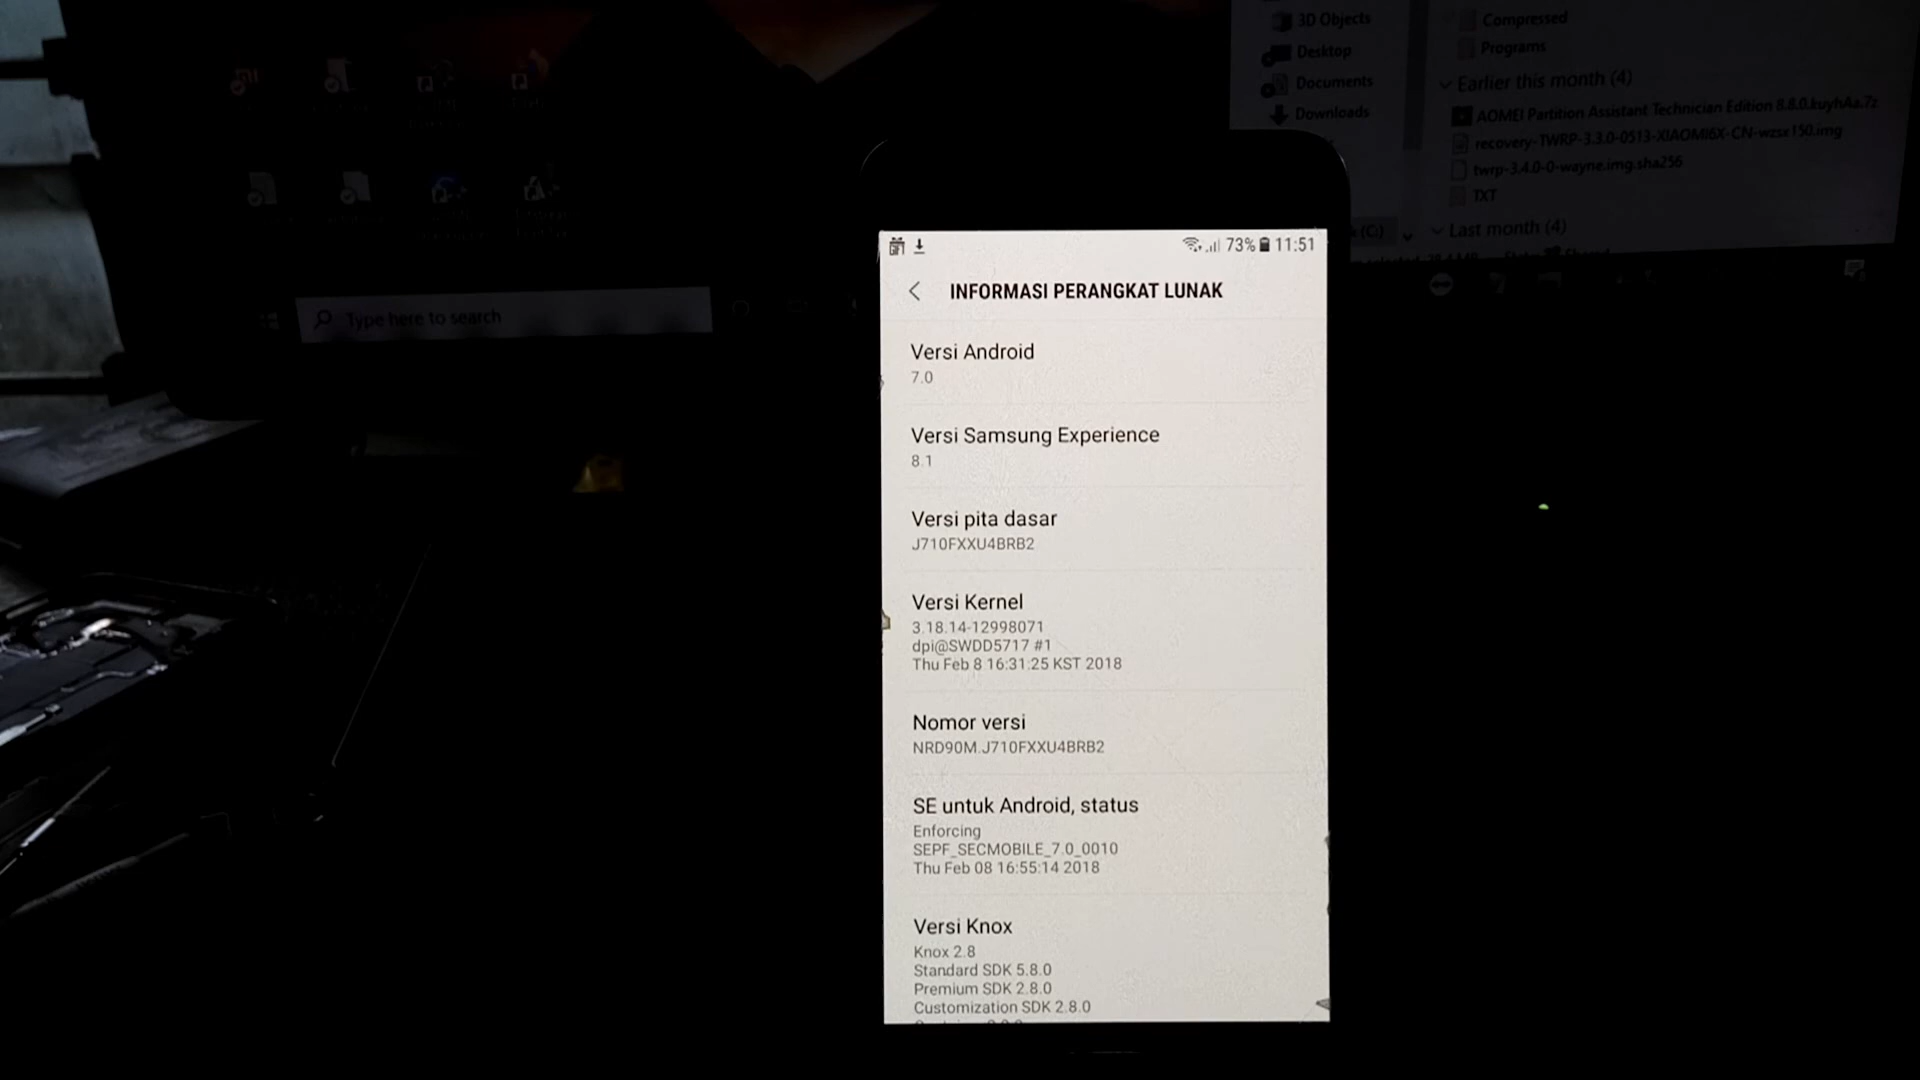 3D Objects
Desktop
Documents
Downloads
Compressed
Programs
Earlier this month (4)
AOMEI Partition Assistant Technician Edition 8.8.0.kuyhAa.7z
recovery-TWRP-3.3.0-0513-XIAOMI6X-CN-wzsx150.img
twrp-3.4.0-0-wayne.img.sha256
TXT
(C:)
Last month (4)
Type here to search
73% 11:51
INFORMASI PERANGKAT LUNAK
Versi Android
7.0
Versi Samsung Experience
8.1
Versi pita dasar
J710FXXU4BRB2
Versi Kernel
3.18.14-12998071
dpi@SWDD5717 #1
Thu Feb 8 16:31:25 KST 2018
Nomor versi
NRD90M.J710FXXU4BRB2
SE untuk Android, status
Enforcing
SEPF_SECMOBILE_7.0_0010
Thu Feb 08 16:55:14 2018
Versi Knox
Knox 2.8
Standard SDK 5.8.0
Premium SDK 2.8.0
Customization SDK 2.8.0